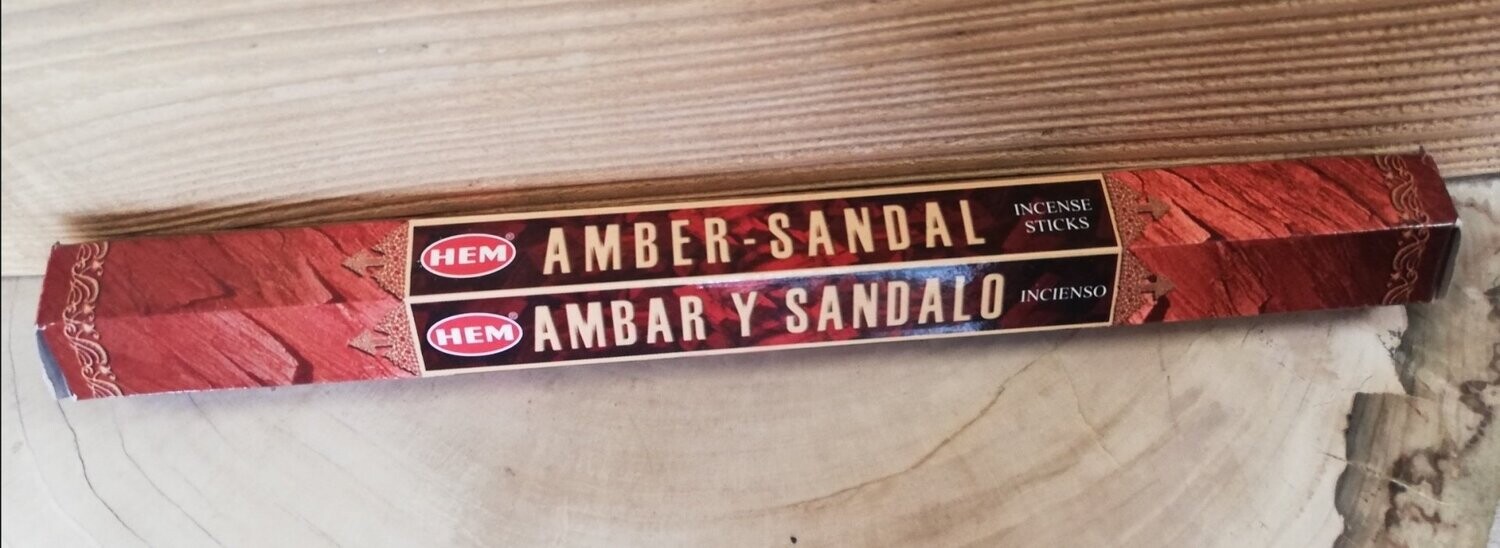 HEM AMBER-SANDAL INCENSE STICKS
HEM AMBAR Y SANDALO INCIENSO